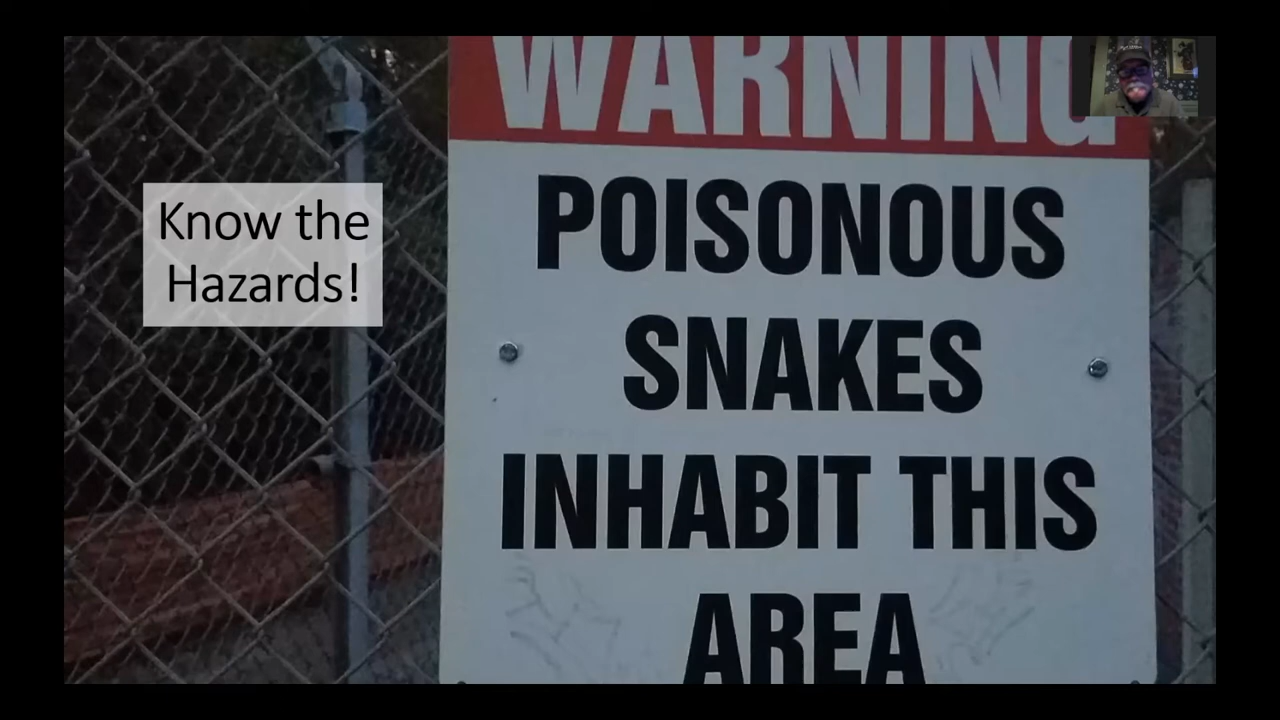 WARNING
Know the
Hazards!
POISONOUS
SNAKES
INHABIT THIS
AREA